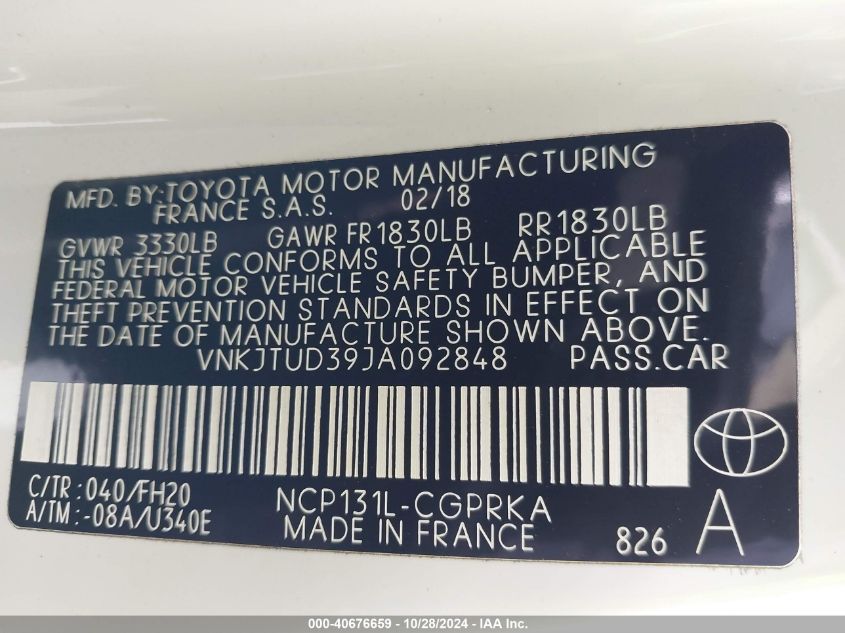 MFD. BY:TOYOTA MOTOR MANUFACTURING
FRANCE S.A.S. 02/18
GVWR 3330LB GAWR FR1830LB RR1830LB
THIS VEHICLE CONFORMS TO ALL APPLICABLE
FEDERAL MOTOR VEHICLE SAFETY BUMPER, AND
THEFT PREVENTION STANDARDS IN EFFECT ON
THE DATE OF MANUFACTURE SHOWN ABOVE.
VNKJTUD39JA092848 PASS.CAR
C/TR :040/FH20 NCP131L-CGPRKA
A/TM :-08A/U340E MADE IN FRANCE 826 A
000-40676659 - 10/28/2024 - IAA Inc.